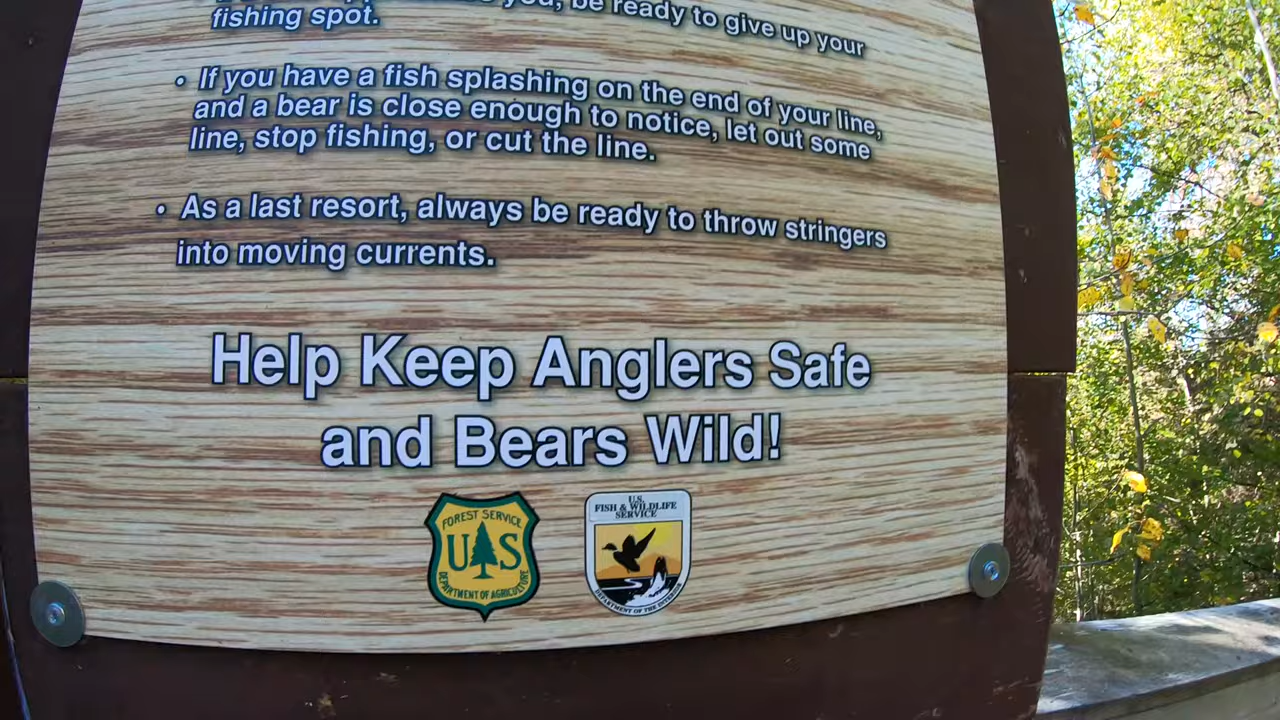 you, be ready to give up your
fishing spot.
• If you have a fish splashing on the end of your line,
and a bear is close enough to notice, let out some
line, stop fishing, or cut the line.
• As a last resort, always be ready to throw stringers
into moving currents.
Help Keep Anglers Safe
and Bears Wild!
FOREST SERVICE
U S
DEPARTMENT OF AGRICULTURE
U.S.
FISH & WILDLIFE
SERVICE
DEPARTMENT OF THE INTERIOR